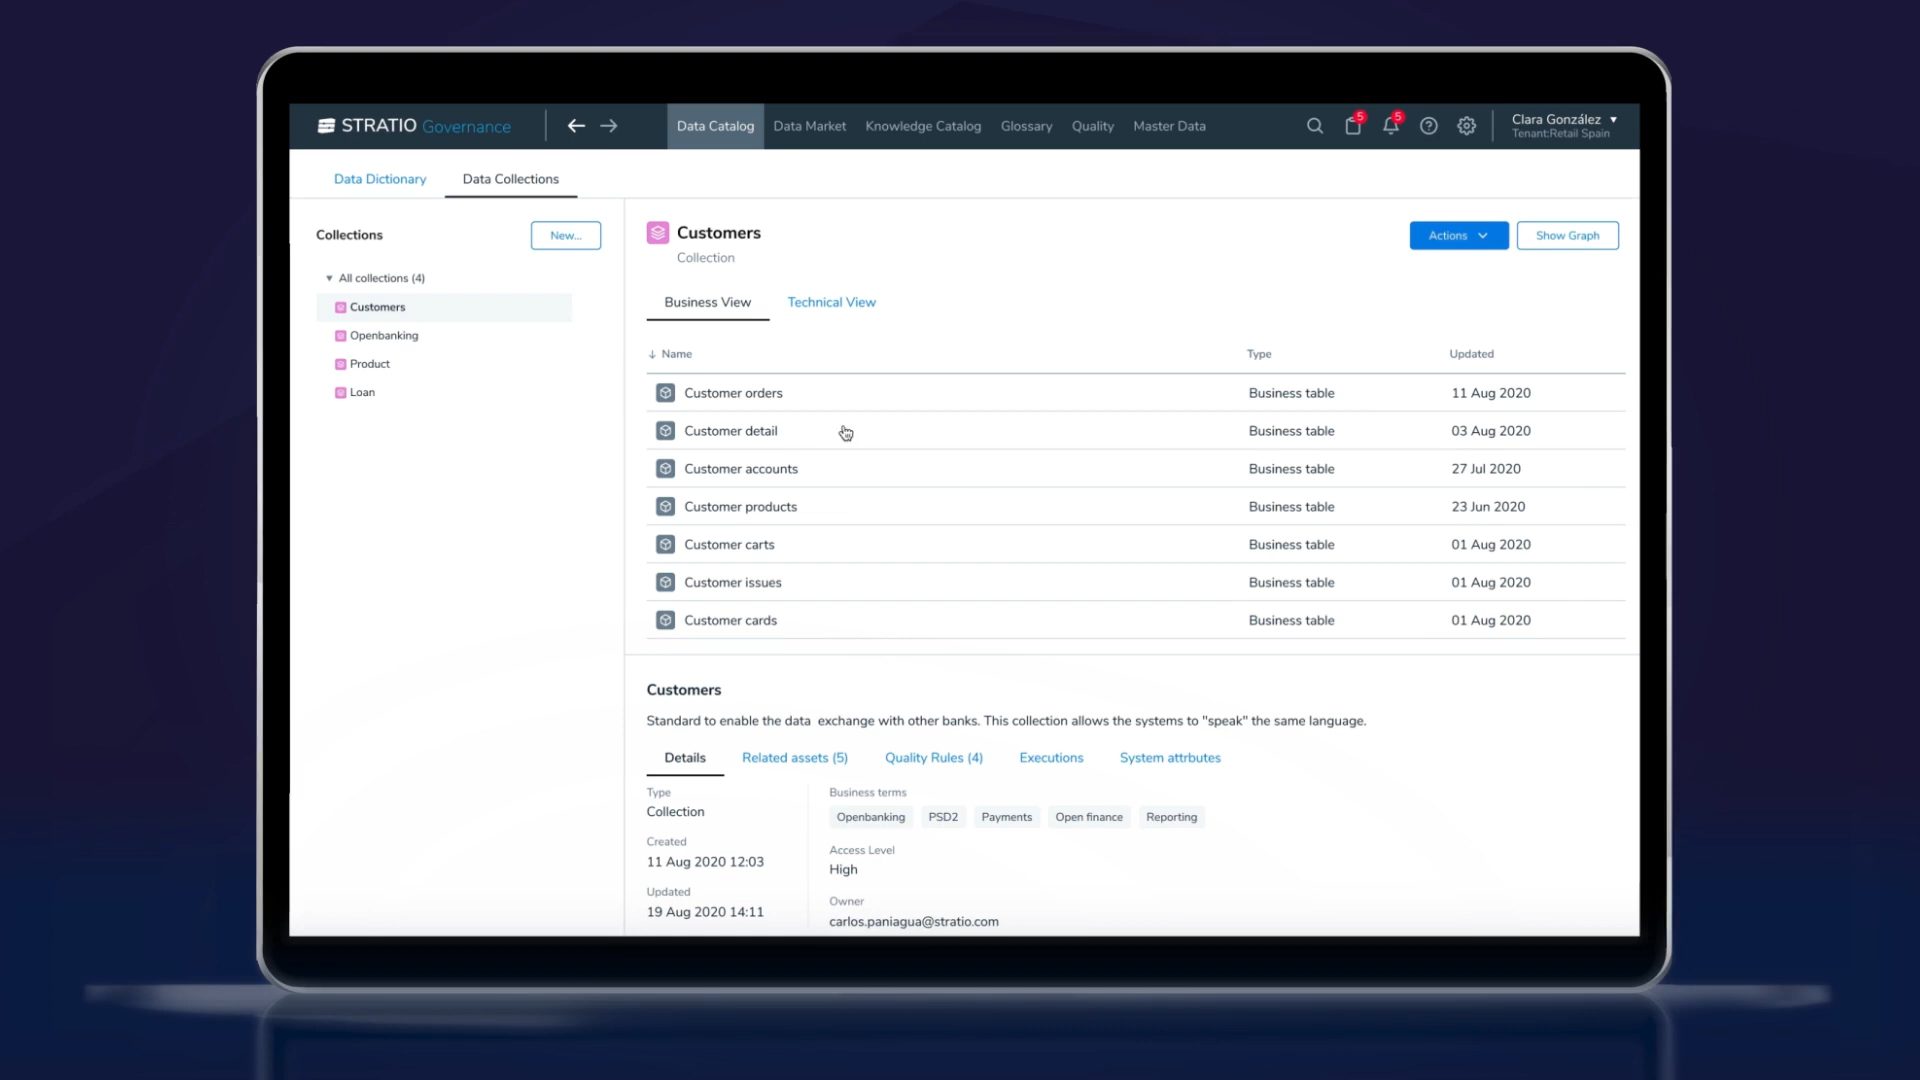 STRATIO Governance
Data Catalog Data Market Knowledge Catalog Glossary Quality Master Data
5 5
Clara González
Tenant:Retail Spain
Data Dictionary Data Collections
Collections New...
All collections (4)
Customers
Openbanking
Product
Loan
Customers
Collection
Actions Show Graph
Business View Technical View
Name Type Updated
Customer orders Business table 11 Aug 2020
Customer detail Business table 03 Aug 2020
Customer accounts Business table 27 Jul 2020
Customer products Business table 23 Jun 2020
Customer carts Business table 01 Aug 2020
Customer issues Business table 01 Aug 2020
Customer cards Business table 01 Aug 2020
Customers
Standard to enable the data exchange with other banks. This collection allows the systems to "speak" the same language.
Details Related assets (5) Quality Rules (4) Executions System attrbutes
Type
Collection
Created
11 Aug 2020 12:03
Updated
19 Aug 2020 14:11
Business terms
Openbanking PSD2 Payments Open finance Reporting
Access Level
High
Owner
carlos.paniagua@stratio.com